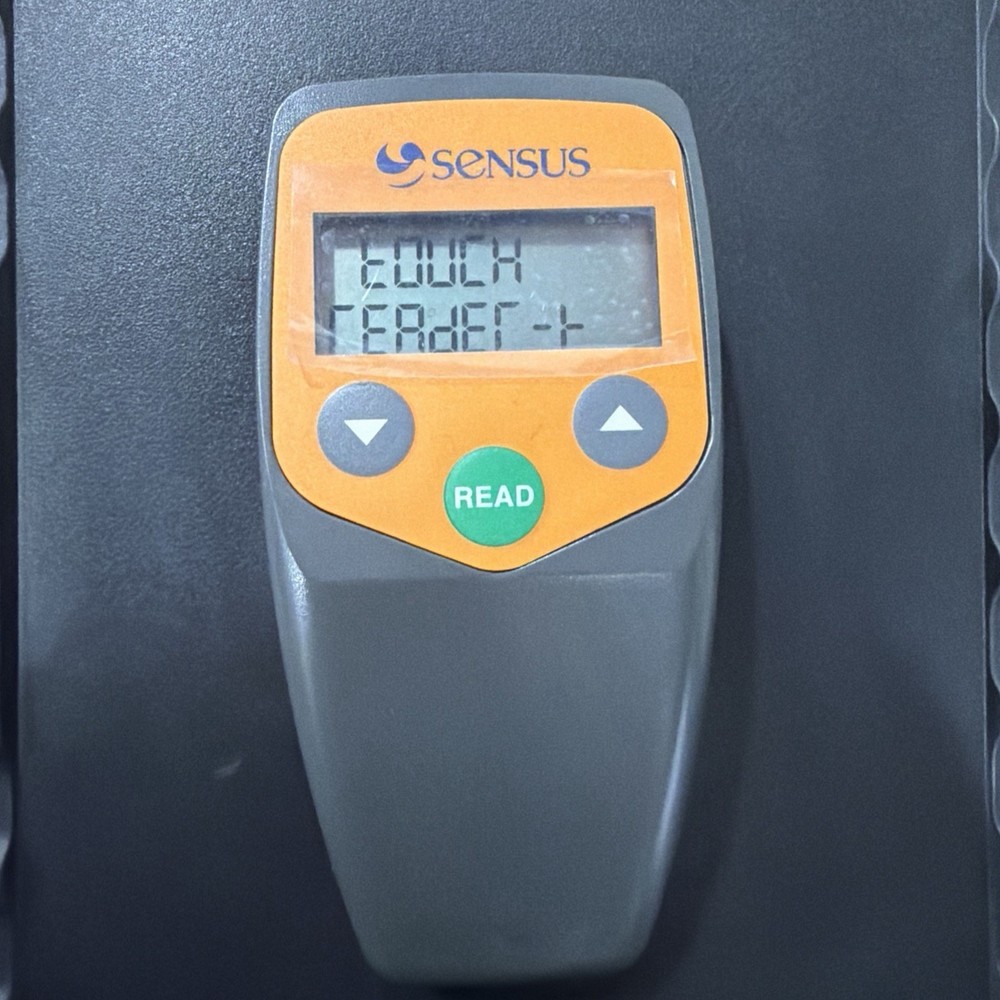 SENSUS
tOUCH
rEAdEr-+
READ